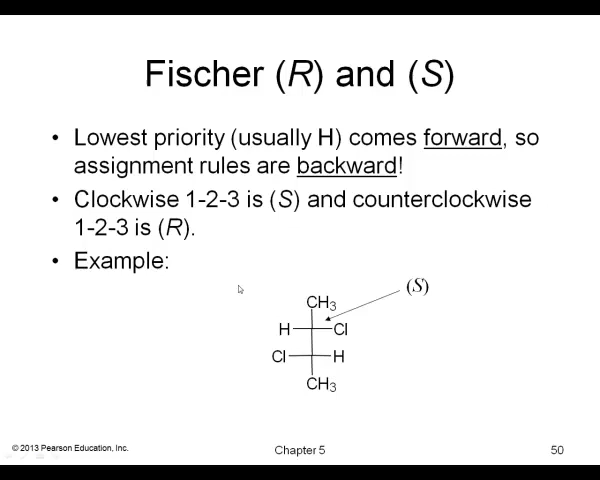 Fischer (R) and (S)
• Lowest priority (usually H) comes forward, so
assignment rules are backward!
• Clockwise 1-2-3 is (S) and counterclockwise
1-2-3 is (R).
• Example:
(S)
CH3
H Cl
Cl H
CH3
© 2013 Pearson Education, Inc.
Chapter 5
50